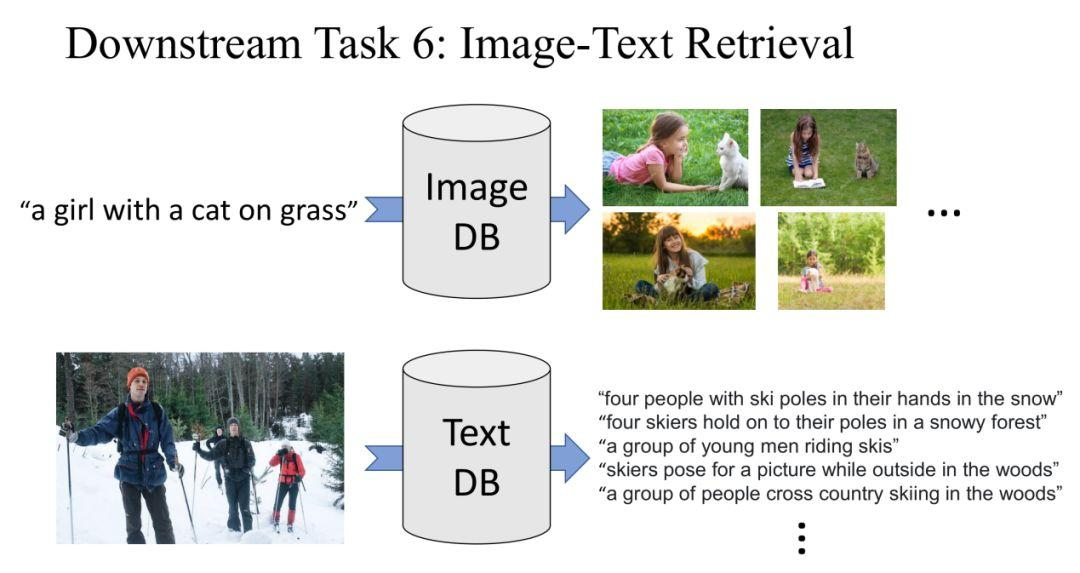 Downstream Task 6: Image-Text Retrieval
“a girl with a cat on grass”
Image
DB
...
Text
DB
“four people with ski poles in their hands in the snow”
“four skiers hold on to their poles in a snowy forest”
“a group of young men riding skis”
“skiers pose for a picture while outside in the woods”
“a group of people cross country skiing in the woods”